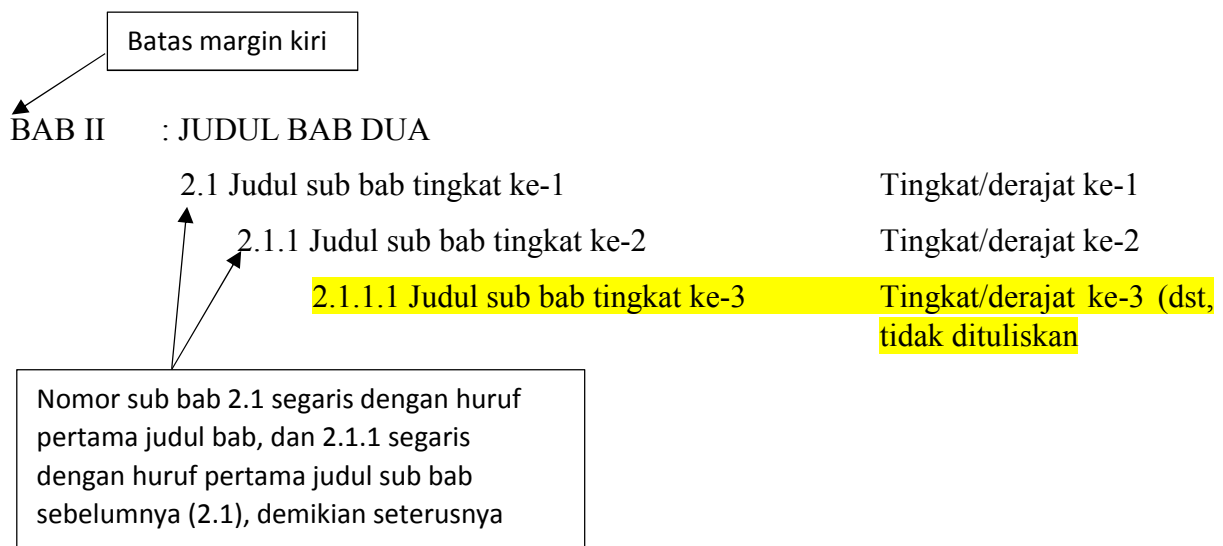 Batas margin kiri
BAB II : JUDUL BAB DUA
2.1 Judul sub bab tingkat ke-1 Tingkat/derajat ke-1
2.1.1 Judul sub bab tingkat ke-2 Tingkat/derajat ke-2
2.1.1.1 Judul sub bab tingkat ke-3 Tingkat/derajat ke-3 (dst,
tidak dituliskan
Nomor sub bab 2.1 segaris dengan huruf
pertama judul bab, dan 2.1.1 segaris
dengan huruf pertama judul sub bab
sebelumnya (2.1), demikian seterusnya